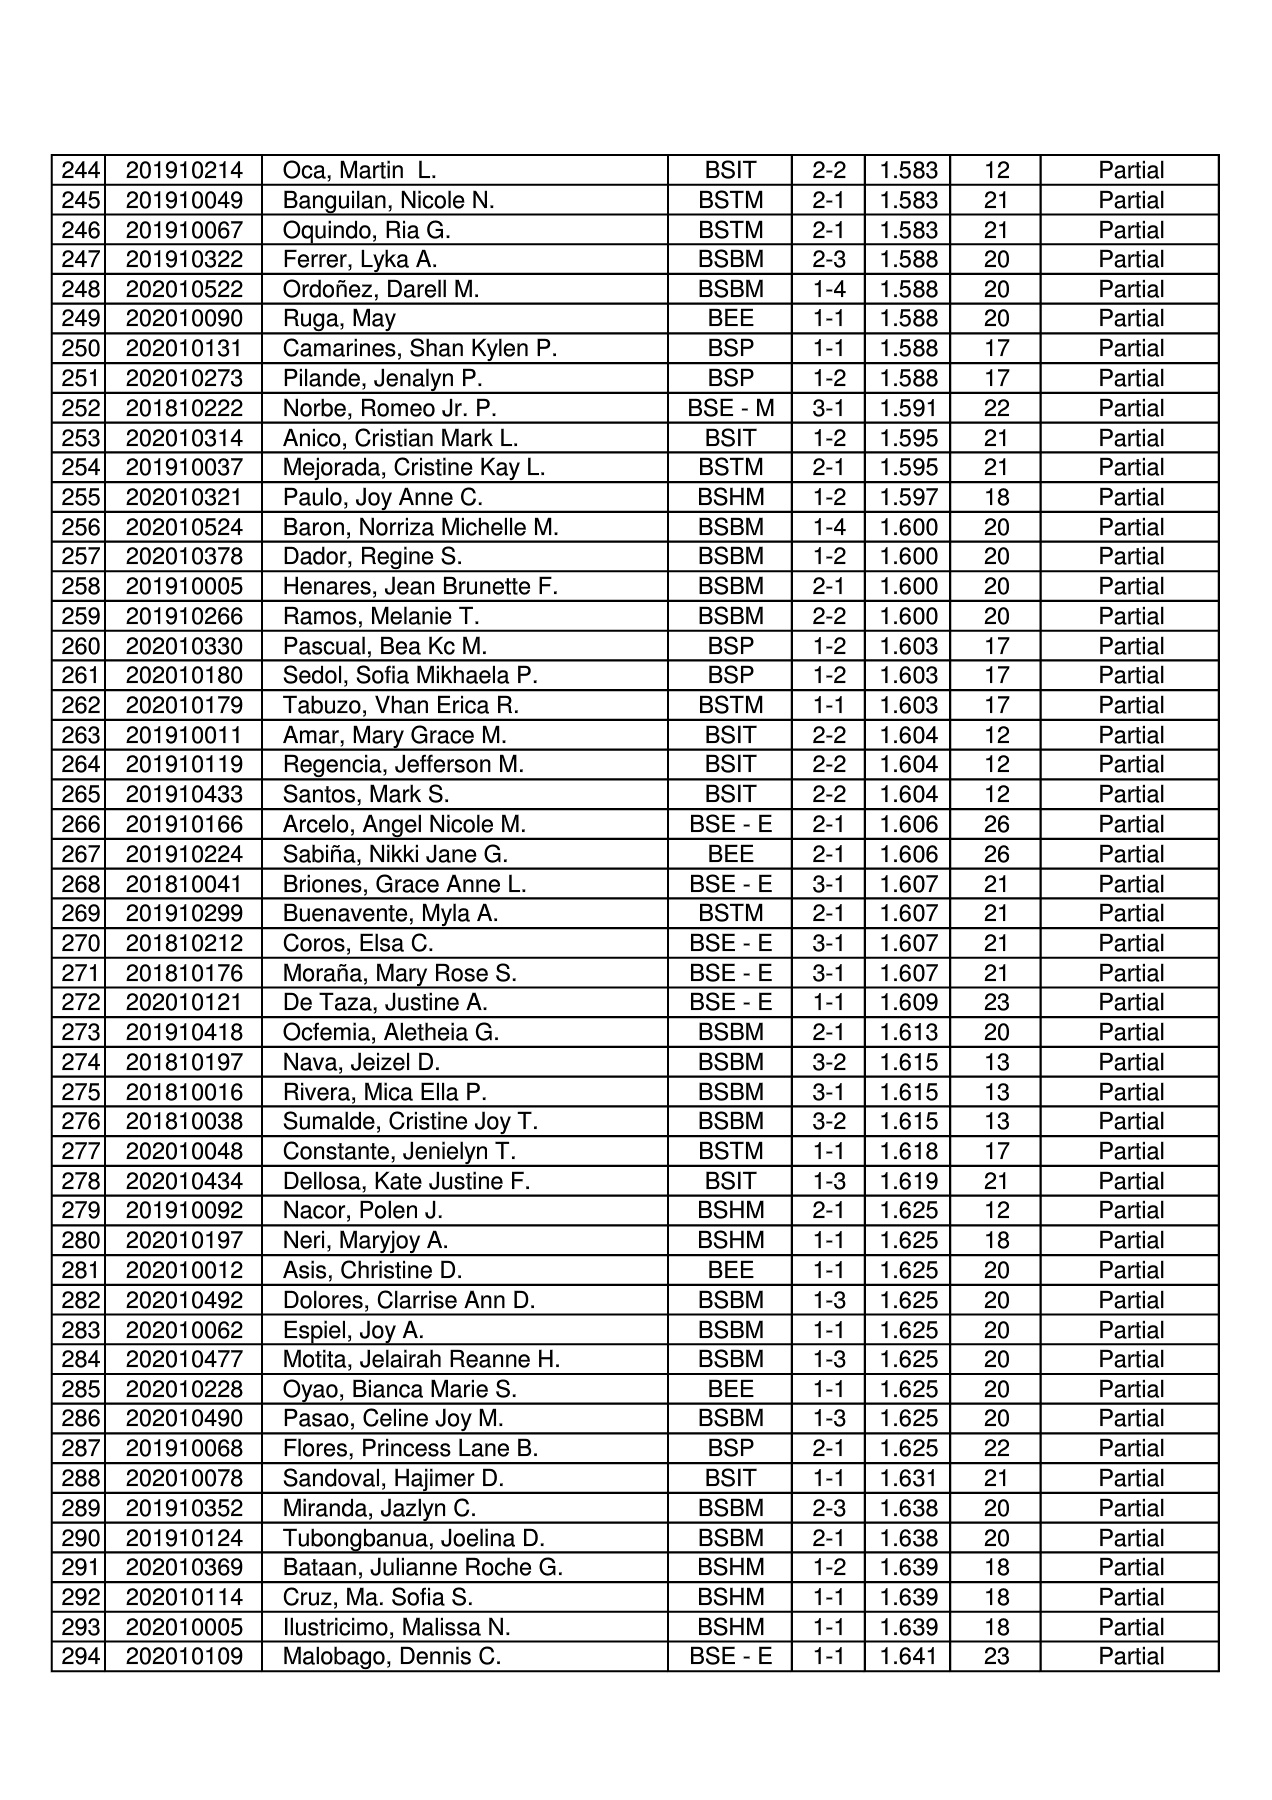 244 201910214 Oca, Martin L. BSIT 2-2 1.583 12 Partial
245 201910049 Banguilan, Nicole N. BSTM 2-1 1.583 21 Partial
246 201910067 Oquindo, Ria G. BSTM 2-1 1.583 21 Partial
247 201910322 Ferrer, Lyka A. BSBM 2-3 1.588 20 Partial
248 202010522 Ordoñez, Darell M. BSBM 1-4 1.588 20 Partial
249 202010090 Ruga, May BEE 1-1 1.588 20 Partial
250 202010131 Camarines, Shan Kylen P. BSP 1-1 1.588 17 Partial
251 202010273 Pilande, Jenalyn P. BSP 1-2 1.588 17 Partial
252 201810222 Norbe, Romeo Jr. P. BSE - M 3-1 1.591 22 Partial
253 202010314 Anico, Cristian Mark L. BSIT 1-2 1.595 21 Partial
254 201910037 Mejorada, Cristine Kay L. BSTM 2-1 1.595 21 Partial
255 202010321 Paulo, Joy Anne C. BSHM 1-2 1.597 18 Partial
256 202010524 Baron, Norriza Michelle M. BSBM 1-4 1.600 20 Partial
257 202010378 Dador, Regine S. BSBM 1-2 1.600 20 Partial
258 201910005 Henares, Jean Brunette F. BSBM 2-1 1.600 20 Partial
259 201910266 Ramos, Melanie T. BSBM 2-2 1.600 20 Partial
260 202010330 Pascual, Bea Kc M. BSP 1-2 1.603 17 Partial
261 202010180 Sedol, Sofia Mikhaela P. BSP 1-2 1.603 17 Partial
262 202010179 Tabuzo, Vhan Erica R. BSTM 1-1 1.603 17 Partial
263 201910011 Amar, Mary Grace M. BSIT 2-2 1.604 12 Partial
264 201910119 Regencia, Jefferson M. BSIT 2-2 1.604 12 Partial
265 201910433 Santos, Mark S. BSIT 2-2 1.604 12 Partial
266 201910166 Arcelo, Angel Nicole M. BSE - E 2-1 1.606 26 Partial
267 201910224 Sabiña, Nikki Jane G. BEE 2-1 1.606 26 Partial
268 201810041 Briones, Grace Anne L. BSE - E 3-1 1.607 21 Partial
269 201910299 Buenavente, Myla A. BSTM 2-1 1.607 21 Partial
270 201810212 Coros, Elsa C. BSE - E 3-1 1.607 21 Partial
271 201810176 Moraña, Mary Rose S. BSE - E 3-1 1.607 21 Partial
272 202010121 De Taza, Justine A. BSE - E 1-1 1.609 23 Partial
273 201910418 Ocfemia, Aletheia G. BSBM 2-1 1.613 20 Partial
274 201810197 Nava, Jeizel D. BSBM 3-2 1.615 13 Partial
275 201810016 Rivera, Mica Ella P. BSBM 3-1 1.615 13 Partial
276 201810038 Sumalde, Cristine Joy T. BSBM 3-2 1.615 13 Partial
277 202010048 Constante, Jenielyn T. BSTM 1-1 1.618 17 Partial
278 202010434 Dellosa, Kate Justine F. BSIT 1-3 1.619 21 Partial
279 201910092 Nacor, Polen J. BSHM 2-1 1.625 12 Partial
280 202010197 Neri, Maryjoy A. BSHM 1-1 1.625 18 Partial
281 202010012 Asis, Christine D. BEE 1-1 1.625 20 Partial
282 202010492 Dolores, Clarrise Ann D. BSBM 1-3 1.625 20 Partial
283 202010062 Espiel, Joy A. BSBM 1-1 1.625 20 Partial
284 202010477 Motita, Jelairah Reanne H. BSBM 1-3 1.625 20 Partial
285 202010228 Oyao, Bianca Marie S. BEE 1-1 1.625 20 Partial
286 202010490 Pasao, Celine Joy M. BSBM 1-3 1.625 20 Partial
287 201910068 Flores, Princess Lane B. BSP 2-1 1.625 22 Partial
288 202010078 Sandoval, Hajimer D. BSIT 1-1 1.631 21 Partial
289 201910352 Miranda, Jazlyn C. BSBM 2-3 1.638 20 Partial
290 201910124 Tubongbanua, Joelina D. BSBM 2-1 1.638 20 Partial
291 202010369 Bataan, Julianne Roche G. BSHM 1-2 1.639 18 Partial
292 202010114 Cruz, Ma. Sofia S. BSHM 1-1 1.639 18 Partial
293 202010005 Ilustricimo, Malissa N. BSHM 1-1 1.639 18 Partial
294 202010109 Malobago, Dennis C. BSE - E 1-1 1.641 23 Partial